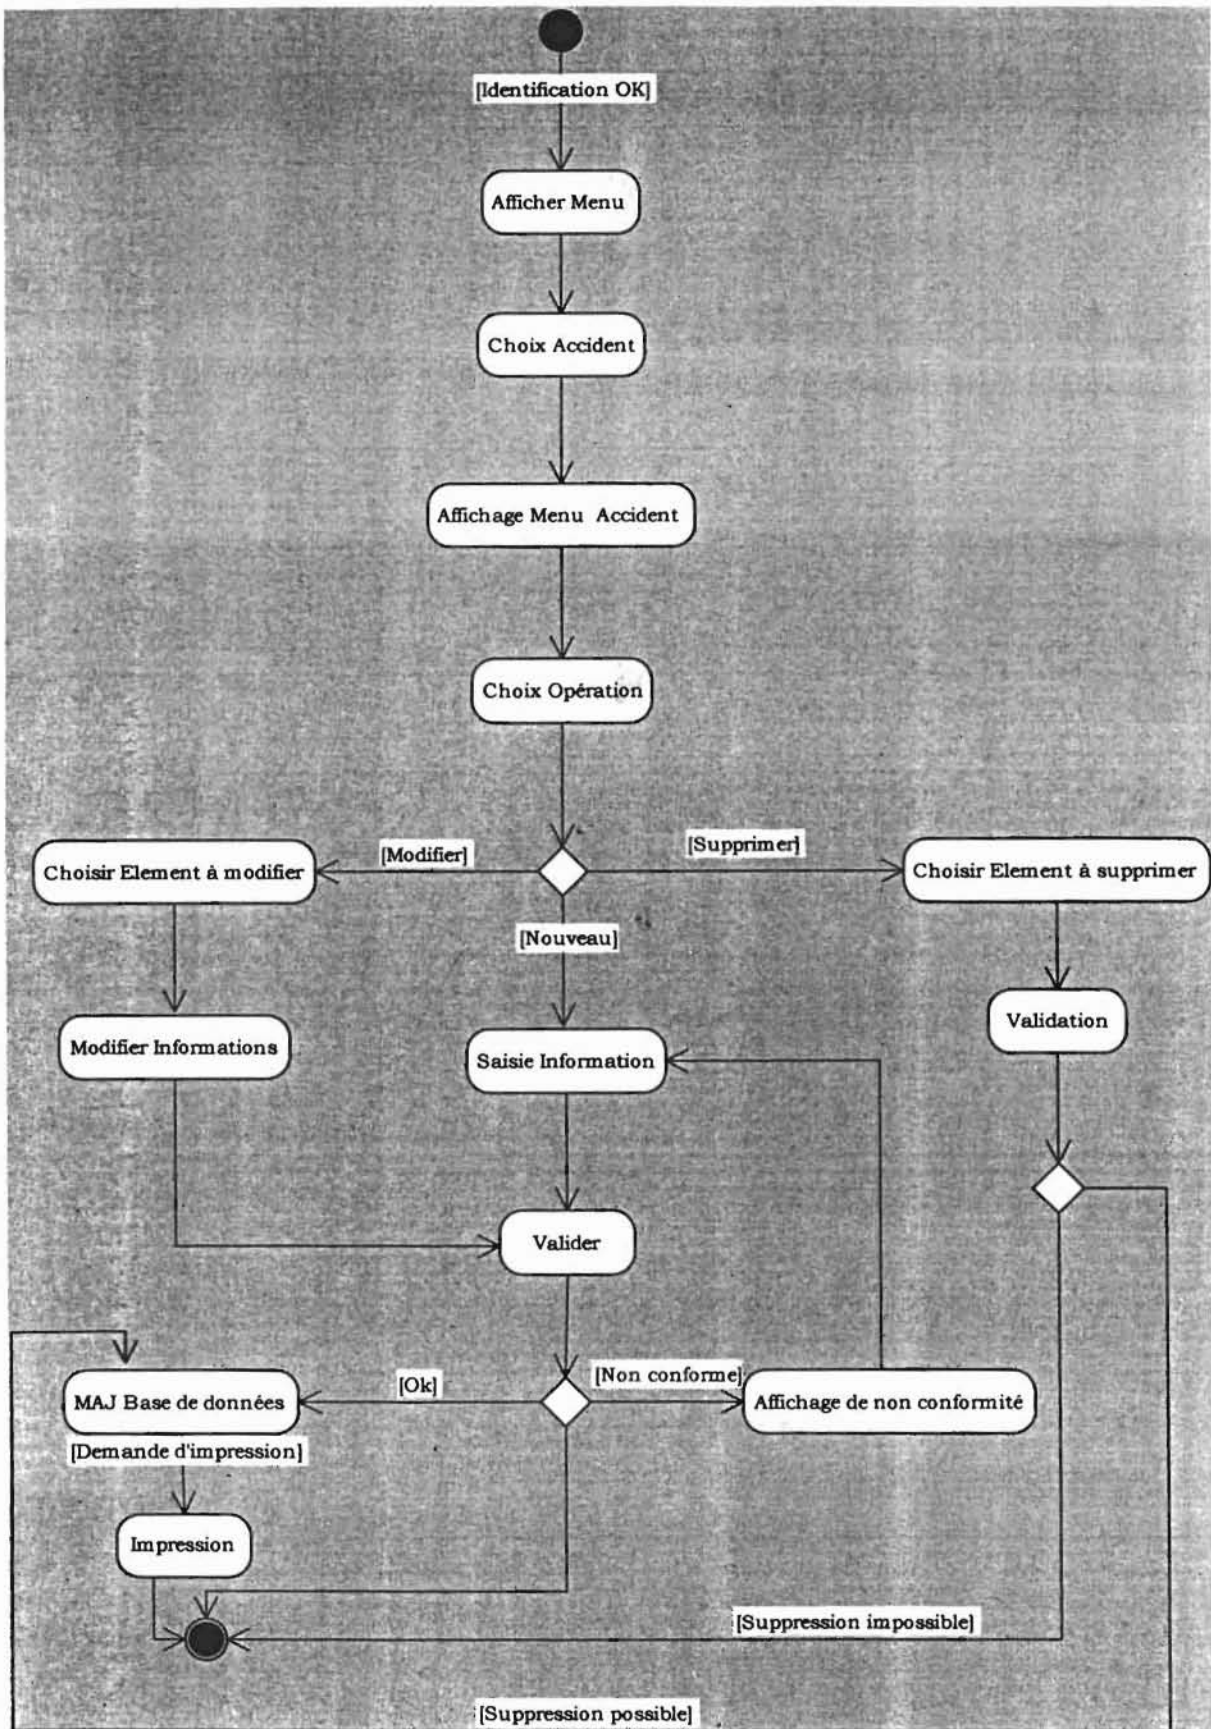 [Identification OK]
Afficher Menu
Choix Accident
Affichage Menu Accident
Choix Opération
[Modifier]
[Supprimer]
Choisir Element à modifier
Choisir Element à supprimer
[Nouveau]
Modifier Informations
Saisie Information
Validation
Valider
MAJ Base de données
[Ok]
[Non conforme]
Affichage de non conformité
[Demande d'impression]
Impression
[Suppression impossible]
[Suppression possible]